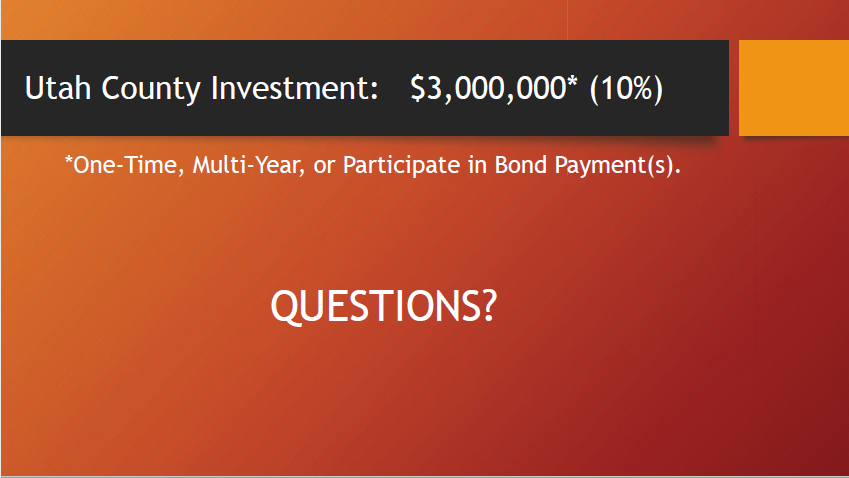 Utah County Investment: $3,000,000* (10%)
*One-Time, Multi-Year, or Participate in Bond Payment(s).
QUESTIONS?